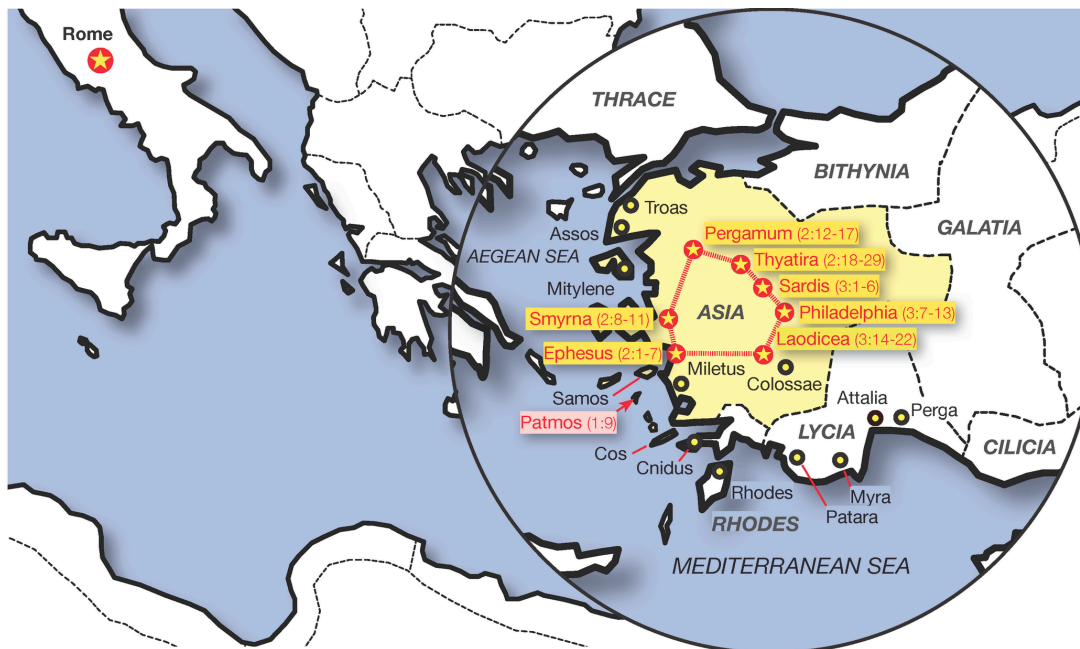 Rome
THRACE
BITHYNIA
GALATIA
Troas
Assos
Pergamum (2:12-17)
AEGEAN SEA
Thyatira (2:18-29)
Mitylene
Sardis (3:1-6)
Smyrna (2:8-11)
ASIA
Philadelphia (3:7-13)
Laodicea (3:14-22)
Ephesus (2:1-7)
Miletus
Colossae
Samos
Attalia
Perga
Patmos (1:9)
LYCIA
CILICIA
Cos
Cnidus
Rhodes
Myra
Patara
RHODES
MEDITERRANEAN SEA